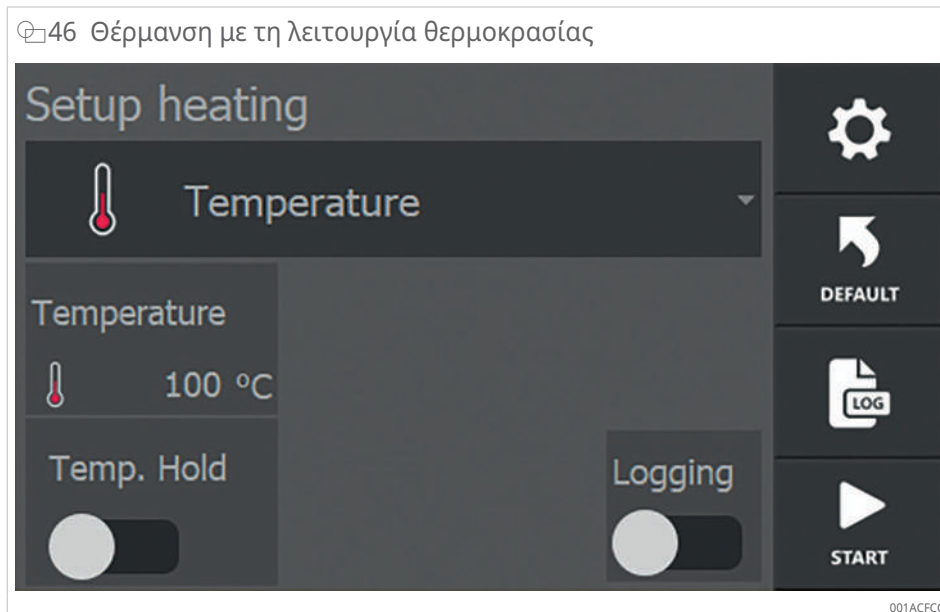 46 Θέρμανση με τη λειτουργία θερμοκρασίας
Setup heating
Temperature
DEFAULT
Temperature
100 °C
LOG
Temp. Hold
Logging
START